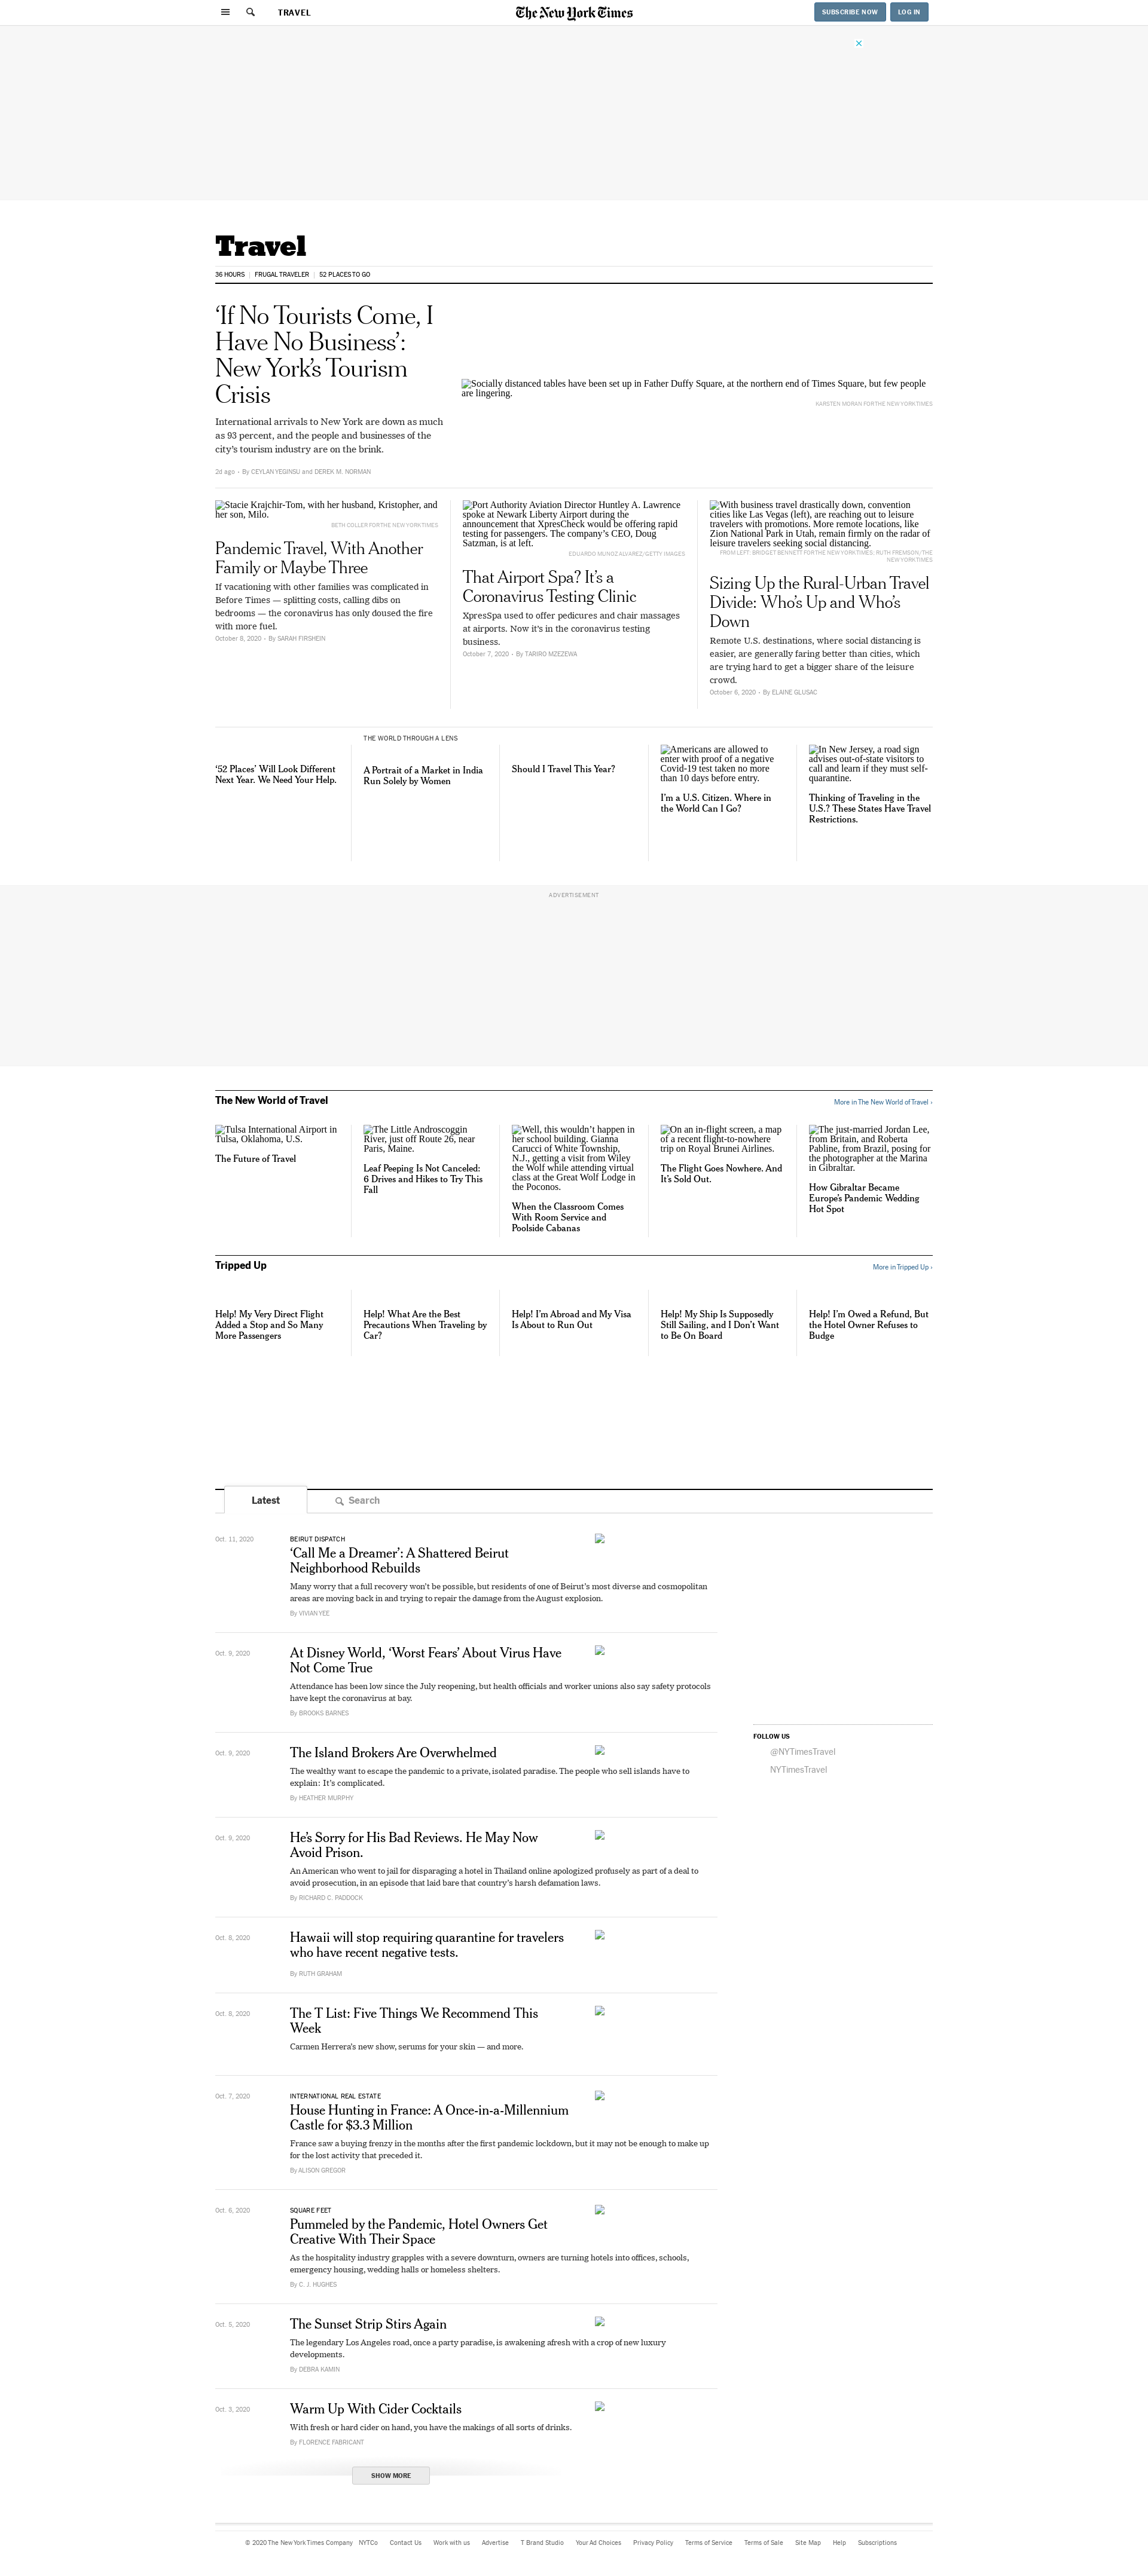 TRAVEL
The New York Times
SUBSCRIBE NOW
LOG IN
Travel
36 HOURS
FRUGAL TRAVELER
52 PLACES TO GO
‘If No Tourists Come, I
Have No Business’:
New York’s Tourism
Crisis
International arrivals to New York are down as much
as 93 percent, and the people and businesses of the
city’s tourism industry are on the brink.
2d ago - By CEYLAN YEGINSU and DEREK M. NORMAN
Socially distanced tables have been set up in Father Duffy Square, at the northern end of Times Square, but few people
are lingering.
KARSTEN MORAN FOR THE NEW YORK TIMES
Stacie Krajchir-Tom, with her husband, Kristopher, and
her son, Milo.
BETH COLLER FOR THE NEW YORK TIMES
Pandemic Travel, With Another
Family or Maybe Three
If vacationing with other families was complicated in
Before Times — splitting costs, calling dibs on
bedrooms — the coronavirus has only doused the fire
with more fuel.
October 8, 2020 - By SARAH FIRSHEIN
Port Authority Aviation Director Huntley A. Lawrence
spoke at Newark Liberty Airport during the
announcement that XpresCheck would be offering rapid
testing for passengers. The company’s CEO, Doug
Satzman, is at left.
EDUARDO MUNOZ ALVAREZ/GETTY IMAGES
That Airport Spa? It’s a
Coronavirus Testing Clinic
XpresSpa used to offer pedicures and chair massages
at airports. Now it’s in the coronavirus testing
business.
October 7, 2020 - By TARIRO MZEZEWA
With business travel drastically down, convention
cities like Las Vegas (left), are reaching out to leisure
travelers with promotions. More remote locations, like
Zion National Park in Utah, remain firmly on the radar of
leisure travelers seeking social distancing.
FROM LEFT: BRIDGET BENNETT FOR THE NEW YORK TIMES; RUTH FREMSON/THE
NEW YORK TIMES
Sizing Up the Rural-Urban Travel
Divide: Who’s Up and Who’s
Down
Remote U.S. destinations, where social distancing is
easier, are generally faring better than cities, which
are trying hard to get a bigger share of the leisure
crowd.
October 6, 2020 - By ELAINE GLUSAC
‘52 Places’ Will Look Different
Next Year. We Need Your Help.
THE WORLD THROUGH A LENS
A Portrait of a Market in India
Run Solely by Women
Should I Travel This Year?
Americans are allowed to
enter with proof of a negative
Covid-19 test taken no more
than 10 days before entry.
I’m a U.S. Citizen. Where in
the World Can I Go?
In New Jersey, a road sign
advises out-of-state visitors to
call and learn if they must self-
quarantine.
Thinking of Traveling in the
U.S.? These States Have Travel
Restrictions.
ADVERTISEMENT
The New World of Travel
More in The New World of Travel ›
Tulsa International Airport in
Tulsa, Oklahoma, U.S.
The Future of Travel
The Little Androscoggin
River, just off Route 26, near
Paris, Maine.
Leaf Peeping Is Not Canceled:
6 Drives and Hikes to Try This
Fall
Well, this wouldn’t happen in
her school building. Gianna
Carucci of White Township,
N.J., getting a visit from Wiley
the Wolf while attending virtual
class at the Great Wolf Lodge in
the Poconos.
When the Classroom Comes
With Room Service and
Poolside Cabanas
On an in-flight screen, a map
of a recent flight-to-nowhere
trip on Royal Brunei Airlines.
The Flight Goes Nowhere. And
It’s Sold Out.
The just-married Jordan Lee,
from Britain, and Roberta
Pabline, from Brazil, posing for
the photographer at the Marina
in Gibraltar.
How Gibraltar Became
Europe’s Pandemic Wedding
Hot Spot
Tripped Up
More in Tripped Up ›
Help! My Very Direct Flight
Added a Stop and So Many
More Passengers
Help! What Are the Best
Precautions When Traveling by
Car?
Help! I’m Abroad and My Visa
Is About to Run Out
Help! My Ship Is Supposedly
Still Sailing, and I Don’t Want
to Be On Board
Help! I’m Owed a Refund, But
the Hotel Owner Refuses to
Budge
Latest
Search
Oct. 11, 2020
BEIRUT DISPATCH
‘Call Me a Dreamer’: A Shattered Beirut
Neighborhood Rebuilds
Many worry that a full recovery won’t be possible, but residents of one of Beirut’s most diverse and cosmopolitan
areas are moving back in and trying to repair the damage from the August explosion.
By VIVIAN YEE
Oct. 9, 2020
At Disney World, ‘Worst Fears’ About Virus Have
Not Come True
Attendance has been low since the July reopening, but health officials and worker unions also say safety protocols
have kept the coronavirus at bay.
By BROOKS BARNES
Oct. 9, 2020
The Island Brokers Are Overwhelmed
The wealthy want to escape the pandemic to a private, isolated paradise. The people who sell islands have to
explain: It’s complicated.
By HEATHER MURPHY
Oct. 9, 2020
He’s Sorry for His Bad Reviews. He May Now
Avoid Prison.
An American who went to jail for disparaging a hotel in Thailand online apologized profusely as part of a deal to
avoid prosecution, in an episode that laid bare that country’s harsh defamation laws.
By RICHARD C. PADDOCK
Oct. 8, 2020
Hawaii will stop requiring quarantine for travelers
who have recent negative tests.
By RUTH GRAHAM
Oct. 8, 2020
The T List: Five Things We Recommend This
Week
Carmen Herrera’s new show, serums for your skin — and more.
Oct. 7, 2020
INTERNATIONAL REAL ESTATE
House Hunting in France: A Once-in-a-Millennium
Castle for $3.3 Million
France saw a buying frenzy in the months after the first pandemic lockdown, but it may not be enough to make up
for the lost activity that preceded it.
By ALISON GREGOR
Oct. 6, 2020
SQUARE FEET
Pummeled by the Pandemic, Hotel Owners Get
Creative With Their Space
As the hospitality industry grapples with a severe downturn, owners are turning hotels into offices, schools,
emergency housing, wedding halls or homeless shelters.
By C. J. HUGHES
Oct. 5, 2020
The Sunset Strip Stirs Again
The legendary Los Angeles road, once a party paradise, is awakening afresh with a crop of new luxury
developments.
By DEBRA KAMIN
Oct. 3, 2020
Warm Up With Cider Cocktails
With fresh or hard cider on hand, you have the makings of all sorts of drinks.
By FLORENCE FABRICANT
SHOW MORE
FOLLOW US
@NYTimesTravel
NYTimesTravel
© 2020 The New York Times Company NYTCo Contact Us Work with us Advertise T Brand Studio Your Ad Choices Privacy Policy Terms of Service Terms of Sale Site Map Help Subscriptions